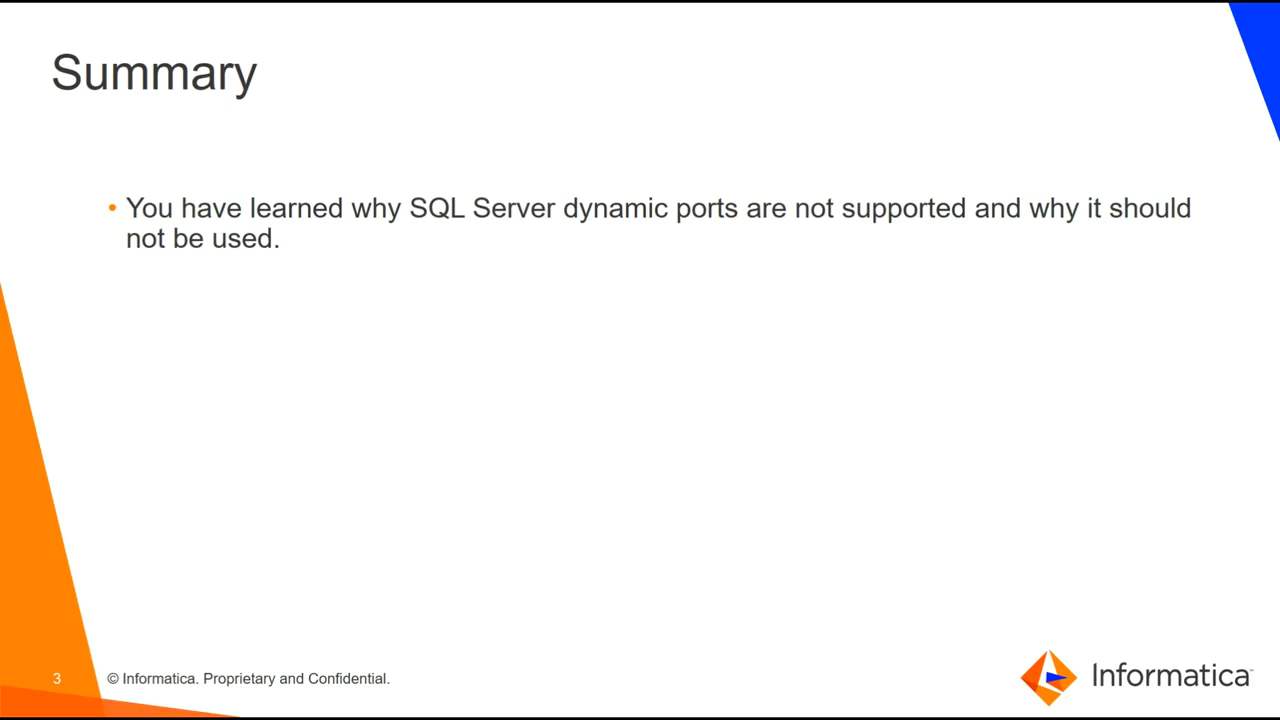 Summary
• You have learned why SQL Server dynamic ports are not supported and why it should
not be used.
3
© Informatica. Proprietary and Confidential.
Informatica